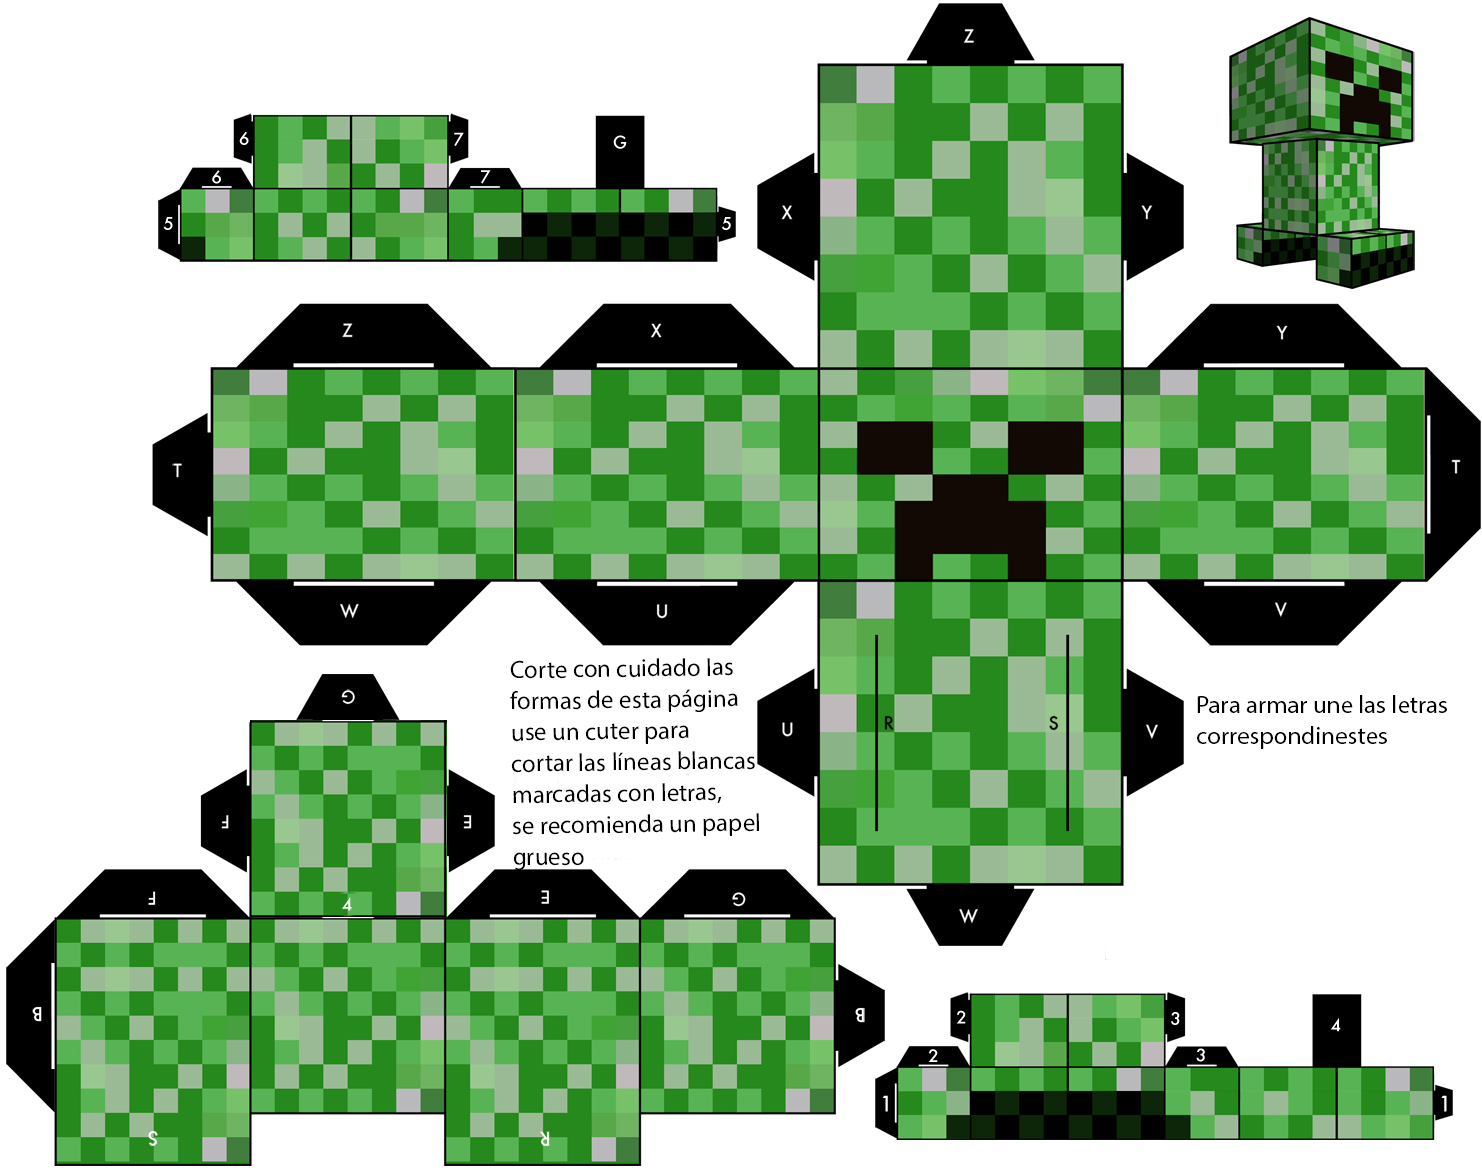 Z
6
7
G
6
7
5
5
X
Y
Z
X
Y
T
T
W
U
V
Corte con cuidado las
formas de esta página
use un cuter para
cortar las líneas blancas
marcadas con letras,
se recomienda un papel
grueso
U
R
S
V
Para armar une las letras
correspondinestes
G
F
E
4
F
E
G
W
B
B
S
R
2
3
4
2
3
1
1